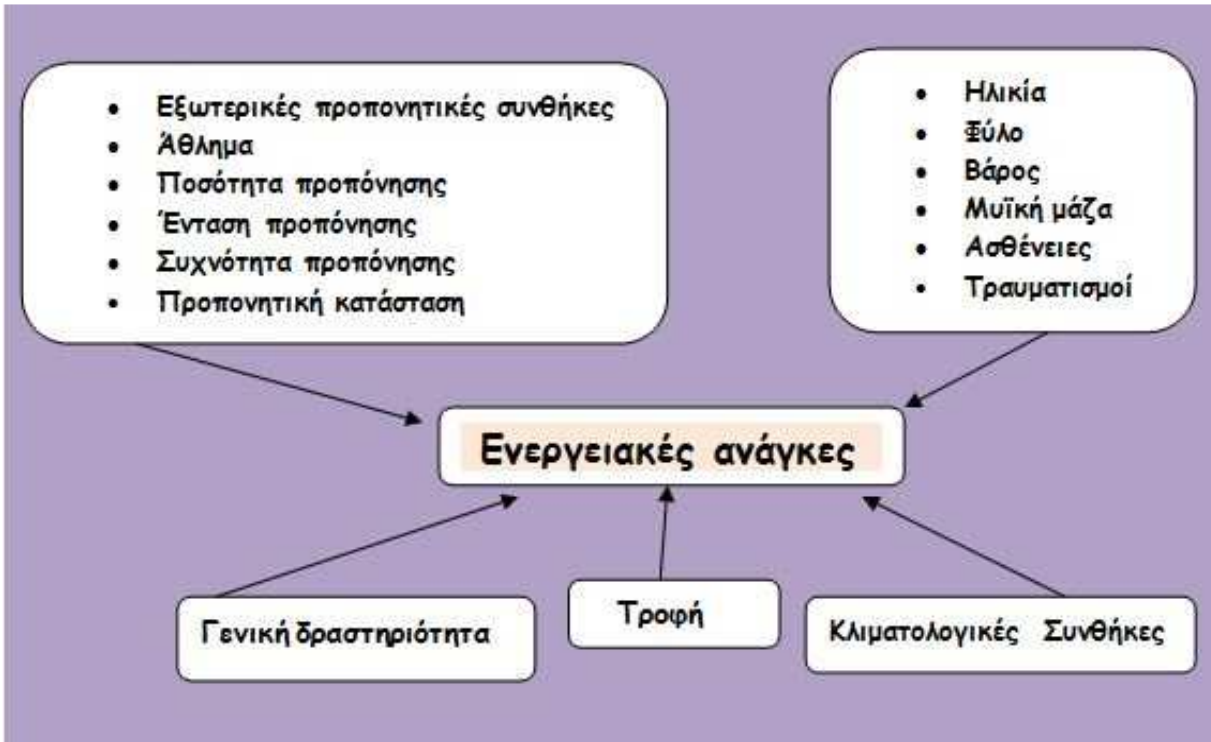 • Εξωτερικές προπονητικές συνθήκες
• Άθλημα
• Ποσότητα προπόνησης
• Ένταση προπόνησης
• Συχνότητα προπόνησης
• Προπονητική κατάσταση
• Ηλικία
• Φύλο
• Βάρος
• Μυϊκή μάζα
• Ασθένειες
• Τραυματισμοί
Ενεργειακές ανάγκες
Γενική δραστηριότητα
Τροφή
Κλιματολογικές Συνθήκες